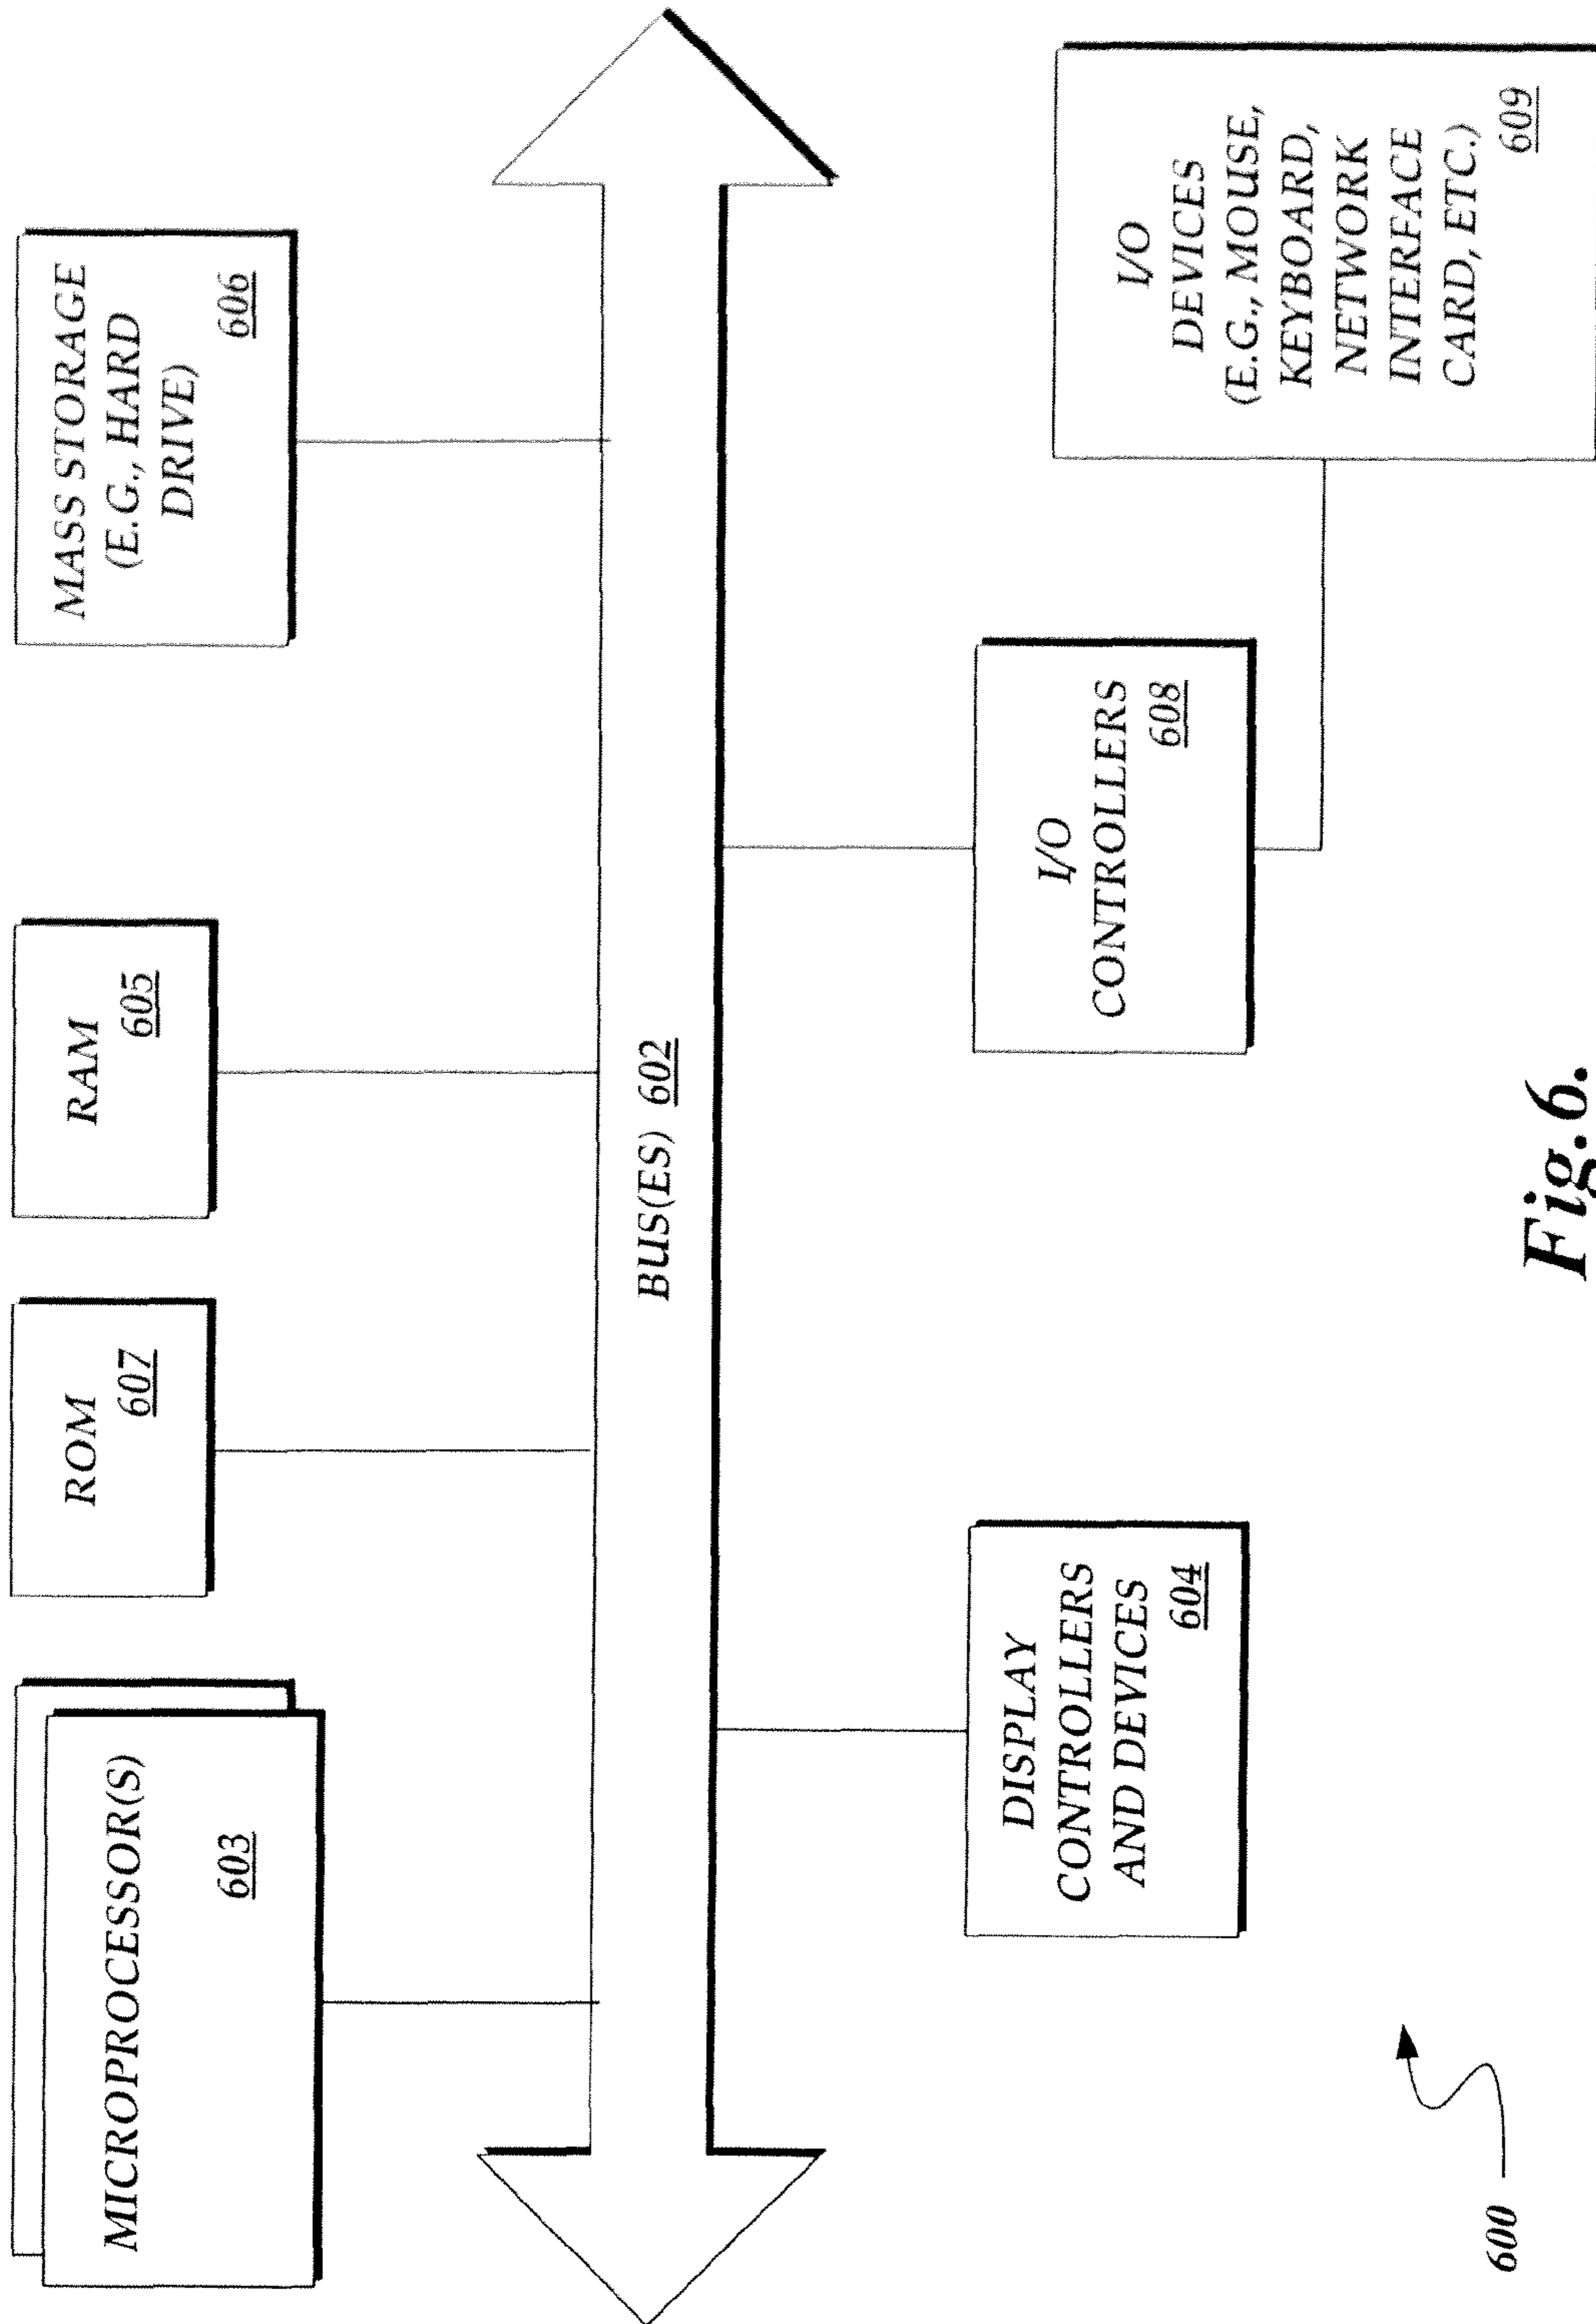 MICROPROCESSOR(S)
603
ROM
607
RAM
605
MASS STORAGE
(E.G., HARD
DRIVE)
606
BUS(ES) 602
DISPLAY
CONTROLLERS
AND DEVICES
604
I/O
CONTROLLERS
608
I/O
DEVICES
(E.G., MOUSE,
KEYBOARD,
NETWORK
INTERFACE
CARD, ETC.)
609
600
Fig.6.